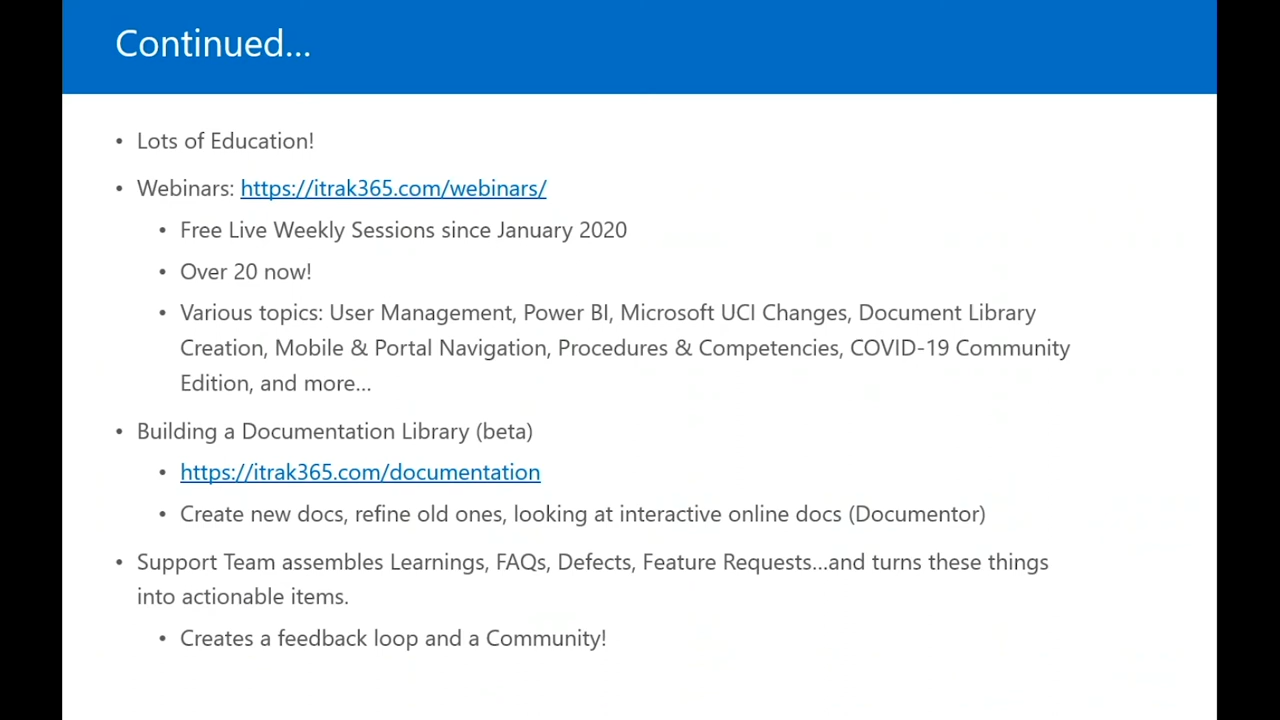 Continued...
• Lots of Education!
• Webinars: https://itrak365.com/webinars/
• Free Live Weekly Sessions since January 2020
• Over 20 now!
• Various topics: User Management, Power BI, Microsoft UCI Changes, Document Library
Creation, Mobile & Portal Navigation, Procedures & Competencies, COVID-19 Community
Edition, and more...
• Building a Documentation Library (beta)
• https://itrak365.com/documentation
• Create new docs, refine old ones, looking at interactive online docs (Documentor)
• Support Team assembles Learnings, FAQs, Defects, Feature Requests...and turns these things
into actionable items.
• Creates a feedback loop and a Community!